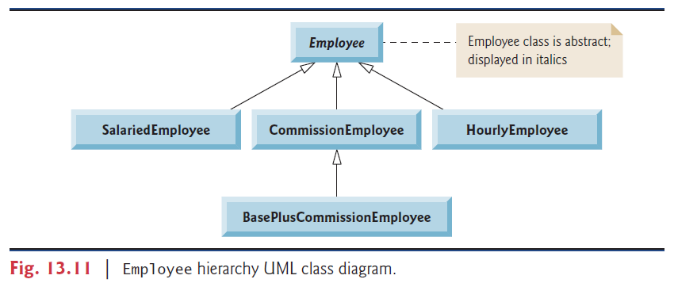 Employee
Employee class is abstract;
displayed in italics
SalariedEmployee
CommissionEmployee
HourlyEmployee
BasePlusCommissionEmployee
Fig. 13.11 | Employee hierarchy UML class diagram.